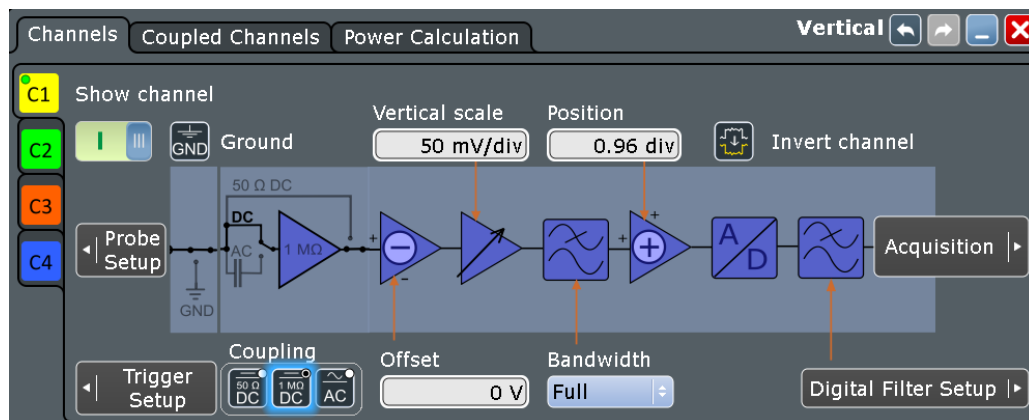 Channels
Coupled Channels
Power Calculation
Vertical
C1
C2
C3
C4
Show channel
GND
Ground
Vertical scale
50 mV/div
Position
0.96 div
Invert channel
50 Ω DC
DC
AC
1 MΩ
GND
Probe
Setup
A/D
Acquisition
Trigger
Setup
Coupling
50 Ω
DC
1 MΩ
DC
AC
Offset
0 V
Bandwidth
Full
Digital Filter Setup